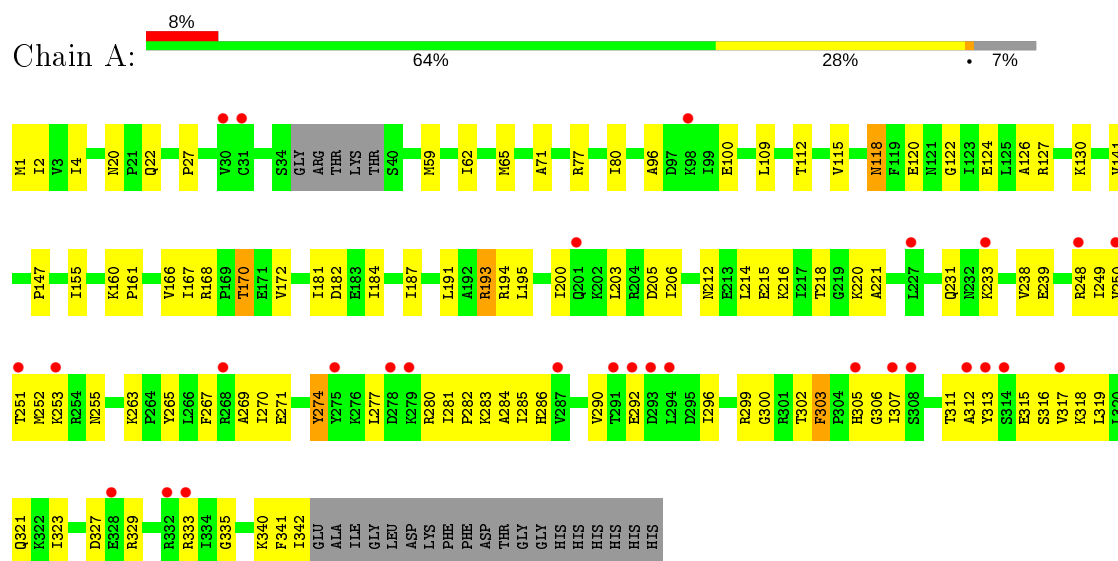 8%
Chain A:
64% 28% • 7%
M1 I2 V3 I4 N20 P21 Q22 P27 V30 C31 S34 GLY ARG THR LYS THR S40 M59 I62 M65 A71 R77 I80 A96 D97 K98 I99 E100 L109 T112 V115 N118 F119 E120 N121 G122 I123 E124 L125 A126 R127 K130 V141
P147 I155 K160 P161 V166 I167 R168 P169 T170 E171 V172 I181 D182 E183 I184 I187 L191 A192 R193 R194 L195 I200 Q201 K202 L203 R204 D205 I206 N212 E213 L214 E215 K216 I217 T218 G219 K220 A221 L227 Q231 N232 K233 V238 E239 R248 I249
T251 M252 K253 R254 N255 K263 P264 Y265 L266 F267 R268 A269 I270 E271 Y274 Y275 K276 L277 D278 K279 R280 I281 P282 K283 A284 I285 H286 V287 V290 T291 E292 D293 L294 D295 I296 R299 G300 R301 T302 F303 P304 H305 G306 I307 S308 T311 A312 Y313 S314 E315 S316 V317 K318 L319
Q321 K322 I323 D327 E328 R329 R332 R333 I334 G335 K340 F341 I342 GLU ALA ILE GLY LEU ASP LYS PHE PHE ASP THR GLY GLY HIS HIS HIS HIS HIS HIS